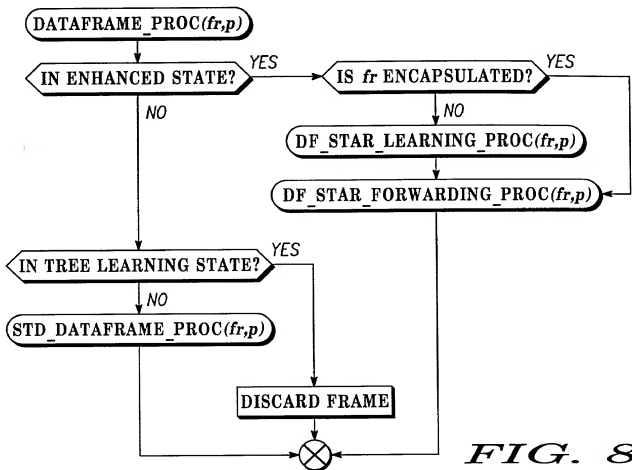 DATAFRAME_PROC(fr,p)
IN ENHANCED STATE?
YES
IS fr ENCAPSULATED?
YES
NO
NO
DF_STAR_LEARNING_PROC(fr,p)
DF_STAR_FORWARDING_PROC(fr,p)
IN TREE LEARNING STATE?
YES
NO
STD_DATAFRAME_PROC(fr,p)
DISCARD FRAME
FIG. 8